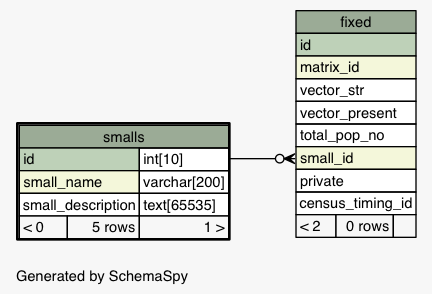 fixed
id
matrix_id
vector_str
vector_present
total_pop_no
small_id
private
census_timing_id
< 2 0 rows
smalls
id int[10]
small_name varchar[200]
small_description text[65535]
< 0 5 rows 1 >
Generated by SchemaSpy